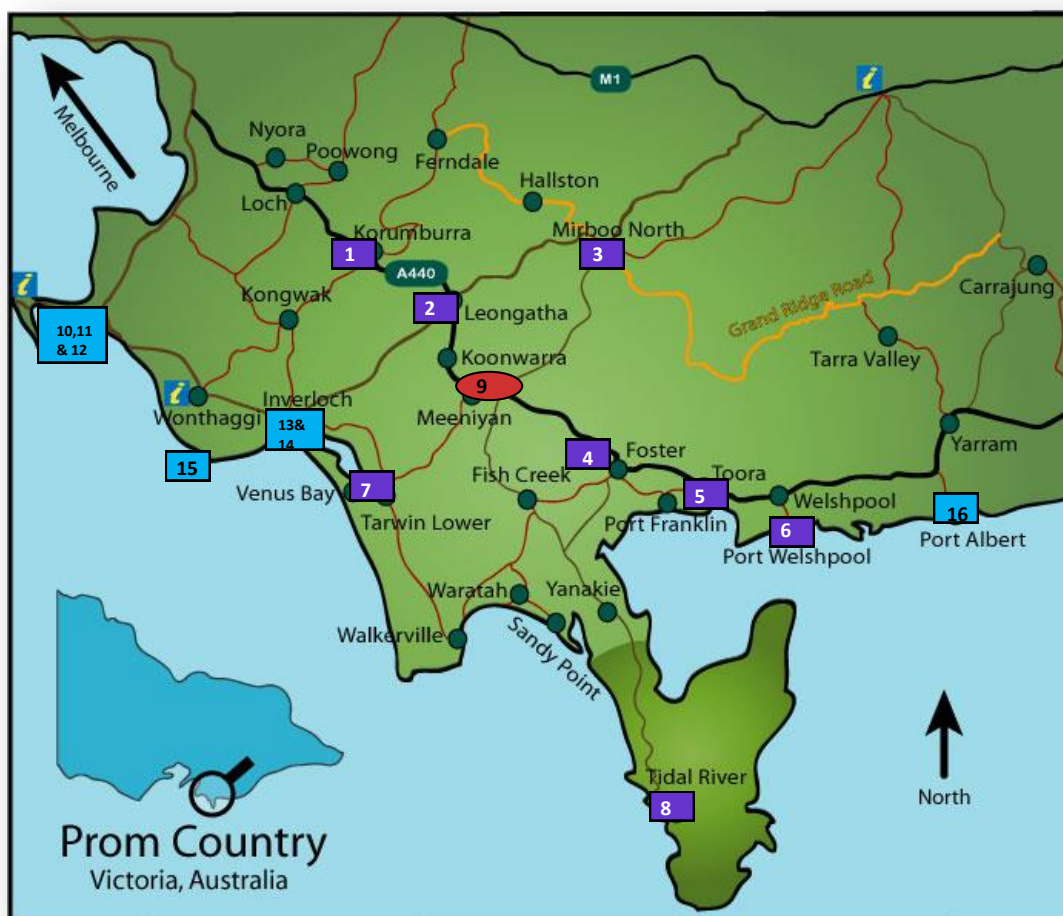 M1
Melbourne
Nyora
Poowong
Ferndale
Loch
Hallston
Korumburra
Mirboo North
1
3
A440
Carrajung
Kongwak
2
Leongatha
Grand Ridge Road
10,11
& 12
Koonwarra
Tarra Valley
9
Wonthaggi
Inverloch
Meeniyan
13&
14
Yarram
4
Foster
15
Fish Creek
Toora
Venus Bay
7
5
Welshpool
Tarwin Lower
Port Franklin
16
6
Port Albert
Port Welshpool
Waratah
Yanakie
Walkerville
Sandy Point
Tidal River
8
North
Prom Country
Victoria, Australia
i
i
i